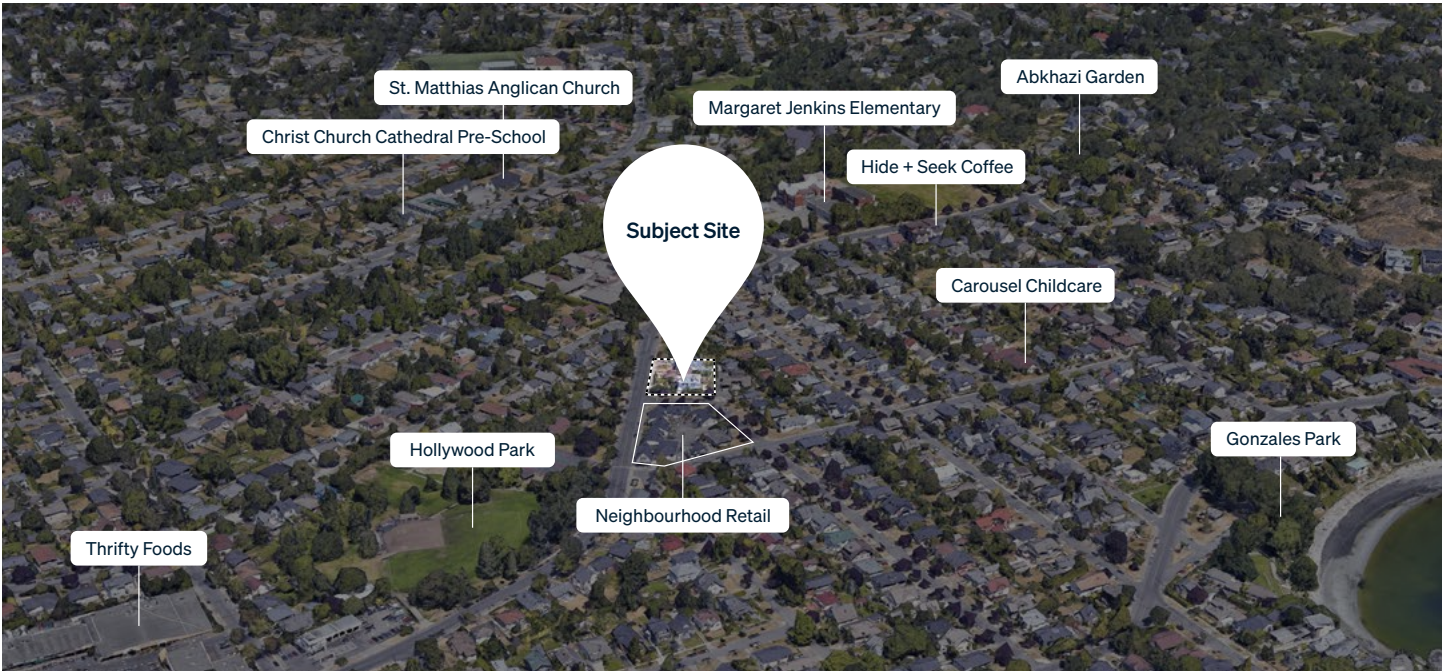 Abkhazi Garden
St. Matthias Anglican Church
Margaret Jenkins Elementary
Christ Church Cathedral Pre-School
Hide + Seek Coffee
Subject Site
Carousel Childcare
Gonzales Park
Hollywood Park
Neighbourhood Retail
Thrifty Foods